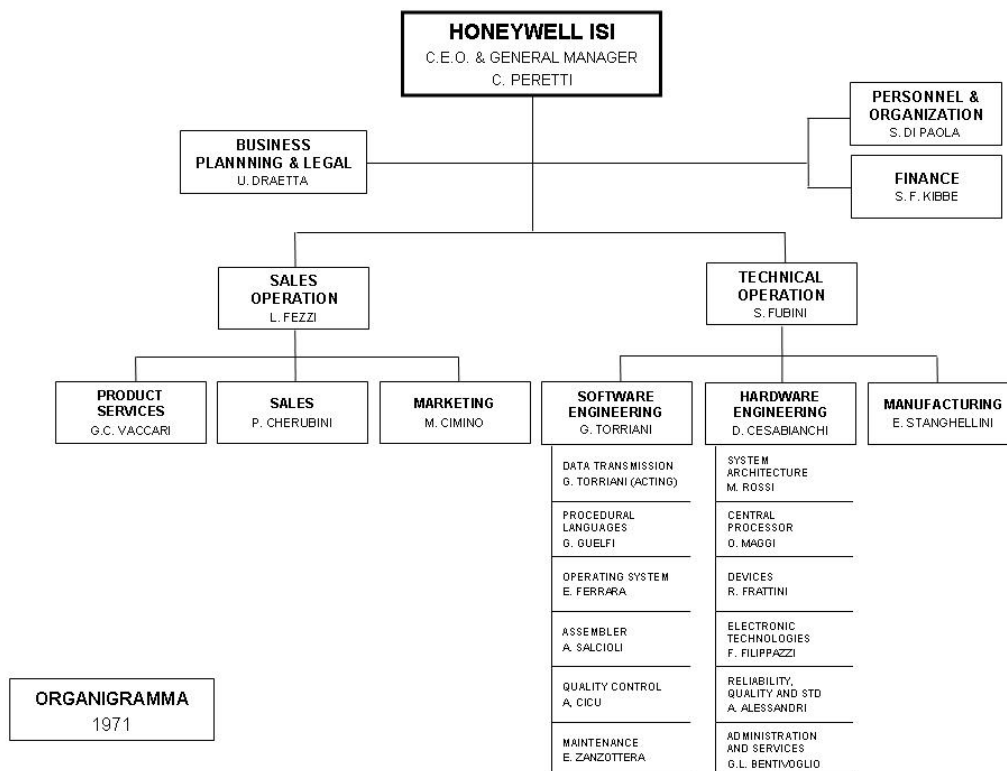 HONEYWELL ISI
C.E.O. & GENERAL MANAGER
C. PERETTI
PERSONNEL &
ORGANIZATION
S. DI PAOLA
BUSINESS
PLANNNING & LEGAL
U. DRAETTA
FINANCE
S. F. KIBBE
SALES
OPERATION
L. FEZZI
TECHNICAL
OPERATION
S. FUBINI
PRODUCT
SERVICES
G.C. VACCARI
SALES
P. CHERUBINI
MARKETING
M. CIMINO
SOFTWARE
ENGINEERING
G. TORRIANI
HARDWARE
ENGINEERING
D. CESABIANCHI
MANUFACTURING
E. STANGHELLINI
DATA TRANSMISSION
G. TORRIANI (ACTING)
PROCEDURAL
LANGUAGES
G. GUELFI
OPERATING SYSTEM
E. FERRARA
ASSEMBLER
A. SALCIOLI
QUALITY CONTROL
A, CICU
MAINTENANCE
E. ZANZOTTERA
SYSTEM
ARCHITECTURE
M. ROSSI
CENTRAL
PROCESSOR
O. MAGGI
DEVICES
R. FRATTINI
ELECTRONIC
TECHNOLOGIES
F. FILIPPAZZI
RELIABILITY,
QUALITY AND STD
A. ALESSANDRI
ADMINISTRATION
AND SERVICES
G.L. BENTIVOGLIO
ORGANIGRAMMA
1971